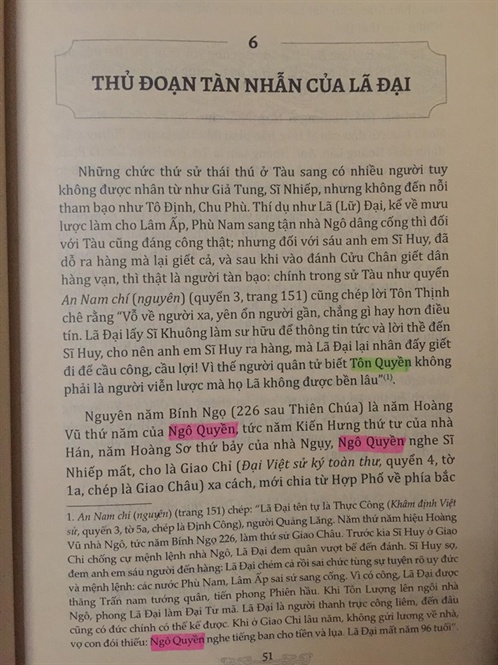 6
THỦ ĐOẠN TÀN NHẪN CỦA LÃ ĐẠI
Những chức thứ sử thái thú ở Tàu sang có nhiều người tuy
không được nhân từ như Giả Tung, Sĩ Nhiếp, nhưng không đến nỗi
tham bạo như Tô Định, Chu Phù. Thí dụ như Lã (Lữ) Đại, kể về mưu
lược làm cho Lâm Ấp, Phù Nam sang tận nhà Ngô dâng cống thì đối
với Tàu cũng đáng công thật; nhưng đối với sáu anh em Sĩ Huy, đã
dỗ ra hàng mà lại giết cả, và sau khi vào đánh Cửu Chân giết dân
hàng vạn, thì thật là người tàn bạo: chính trong sử Tàu như quyển
An Nam chí (nguyên) (quyển 3, trang 151) cũng chép lời Tôn Thịnh
chê rằng “Vỗ về người xa, yên ổn người gần, chẳng gì hay hơn điều
tín. Lã Đại lấy Sĩ Khuông làm sư hữu để thông tin tức và lời thề đến
Sĩ Huy, cho nên anh em Sĩ Huy ra hàng, mà Lã Đại lại nhân đấy giết
đi để cầu công, cầu lợi! Vì thế người quân tử biết Tôn Quyền không
phải là người viễn lược mà họ Lã không được bền lâu”(1).
Nguyên năm Bính Ngọ (226 sau Thiên Chúa) là năm Hoàng
Vũ thứ năm của Ngô Quyền, tức năm Kiến Hưng thứ tư của nhà
Hán, năm Hoàng Sơ thứ bảy của nhà Ngụy, Ngô Quyền nghe Sĩ
Nhiếp mất, cho là Giao Chỉ (Đại Việt sử ký toàn thư, quyển 4, tờ
1a, chép là Giao Châu) xa cách, mới chia từ Hợp Phố về phía bắc
1. An Nam chí (nguyên) (trang 151) chép: “Lã Đại tên tự là Thực Công (Khâm định Việt
sử, quyển 3, tờ 5a, chép là Định Công), người Quảng Lăng. Năm thứ năm hiệu Hoàng
Vũ nhà Ngô, tức năm Bính Ngọ 226, làm thứ sử Giao Châu. Trước kia Sĩ Huy ở Giao
Chỉ chống cự mệnh lệnh nhà Ngô, Lã Đại đem quân vượt bể đến đánh. Sĩ Huy sợ,
đem anh em sáu người đến hàng: Lã Đại chém cả rồi sai chức tùng sự tuyên rõ uy đức
và mệnh lệnh: các nước Phù Nam, Lâm Ấp sai sứ sang cống. Vì có công, Lã Đại được
thăng Trấn nam tướng quân, tiến phong Phiên hầu. Khi Tôn Lượng lên nối nhà
Ngô, phong Lã Đại làm Đại Tư mã. Lã Đại là người thanh trực công liêm, đến đâu
cũng có đức chính có thể kể được. Khi ở Giao Chỉ lâu năm, không gửi lương về nhà,
vợ con đói thiếu: Ngô Quyền nghe tiếng ban cho tiền và lụa. Lã Đại mất năm 96 tuổi”.
51